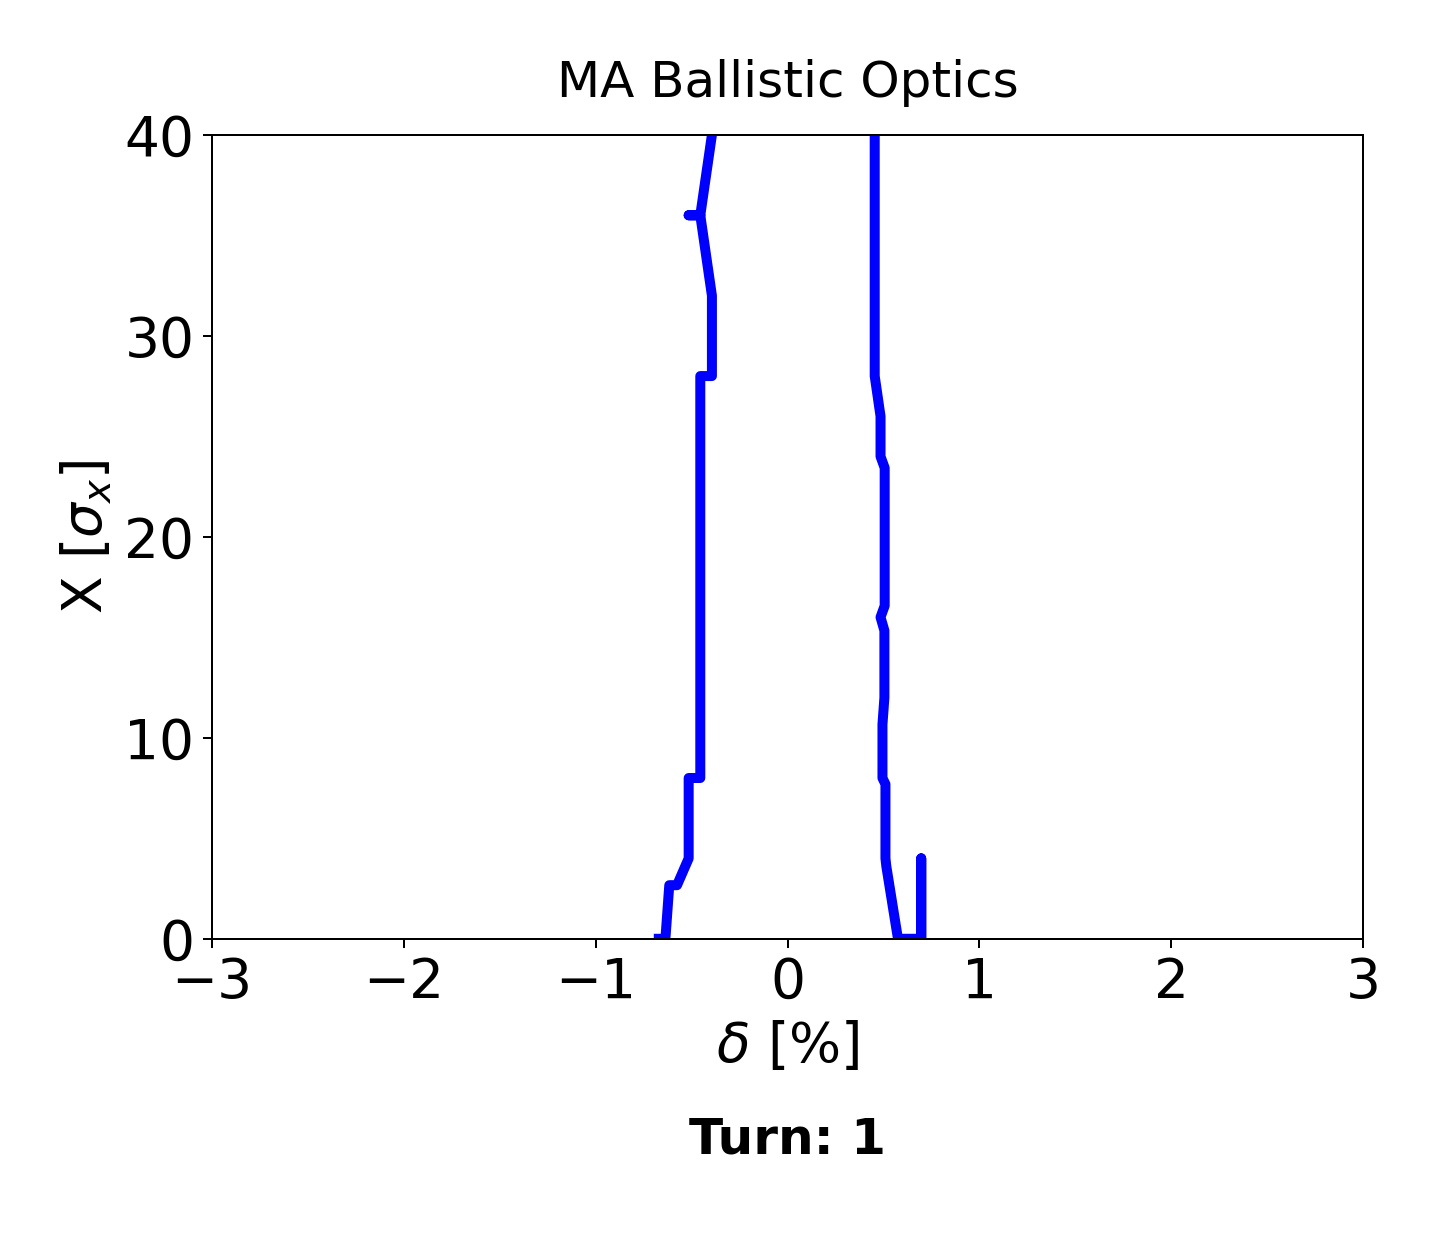 MA Ballistic Optics
40
30
20
10
0
X [σₓ]
−3 −2 −1 0 1 2 3
δ [%]
Turn: 1